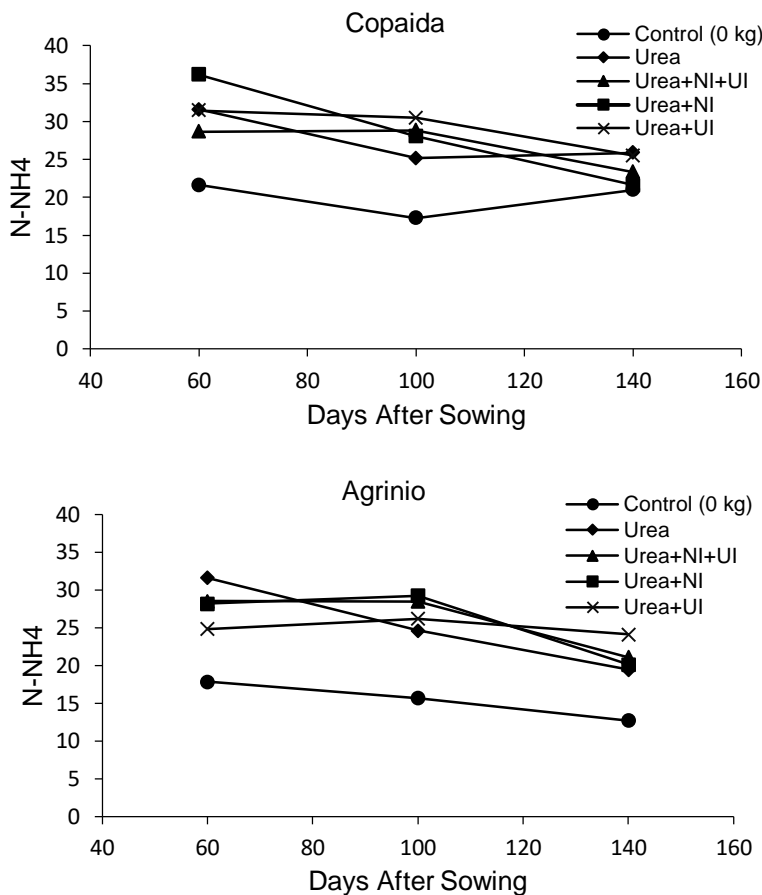 Copaida
Control (0 kg)
Urea
Urea+NI+UI
Urea+NI
Urea+UI
N-NH4
40
35
30
25
20
15
10
5
0
40 60 80 100 120 140 160
Days After Sowing
Agrinio
Control (0 kg)
Urea
Urea+NI+UI
Urea+NI
Urea+UI
N-NH4
40
35
30
25
20
15
10
5
0
40 60 80 100 120 140 160
Days After Sowing